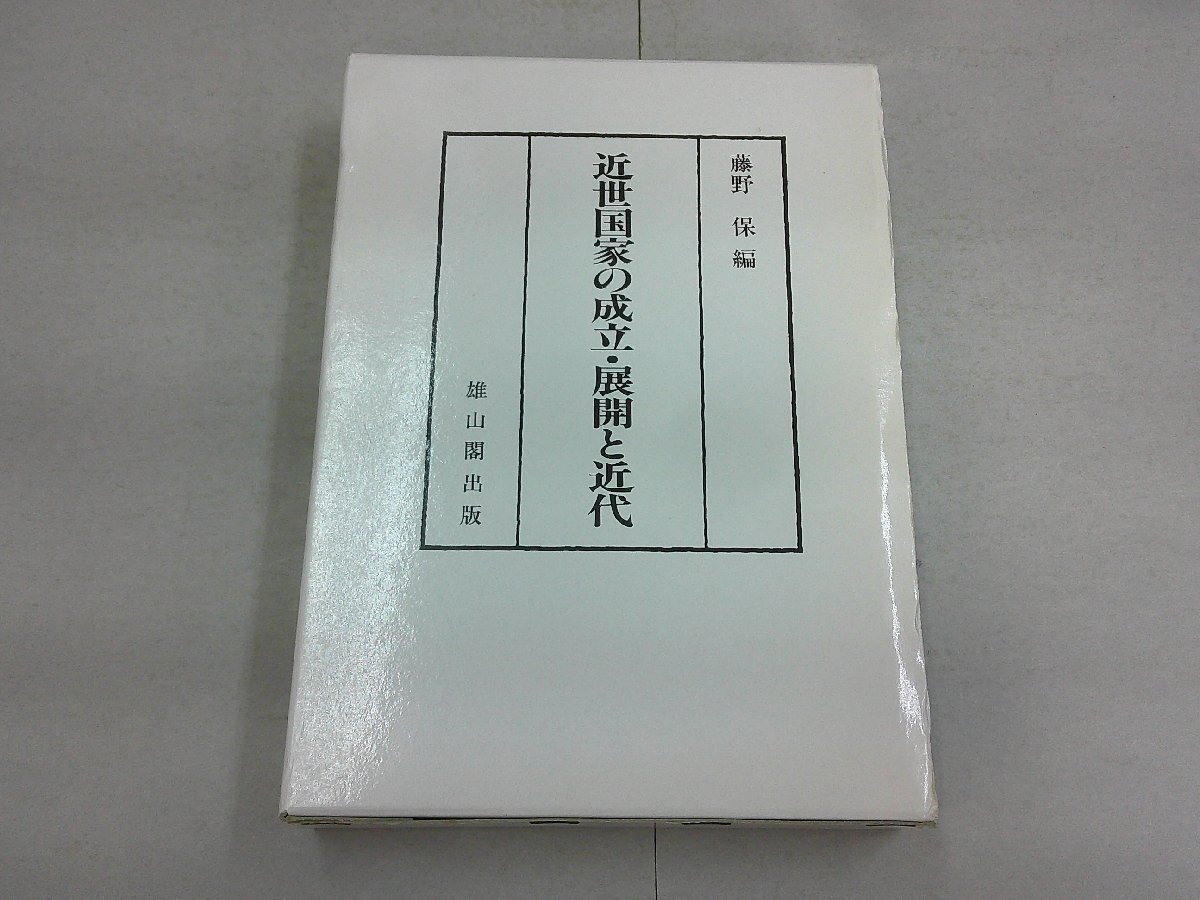 藤野 保 編
近世国家の成立・展開と近代
雄山閣出版